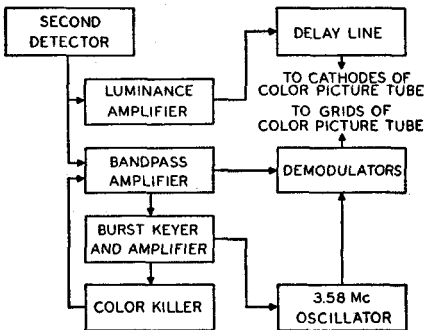 SECOND
DETECTOR
DELAY LINE
TO CATHODES OF
COLOR PICTURE TUBE
LUMINANCE
AMPLIFIER
TO GRIDS OF
COLOR PICTURE TUBE
BANDPASS
AMPLIFIER
DEMODULATORS
BURST KEYER
AND AMPLIFIER
COLOR KILLER
3.58 Mc
OSCILLATOR